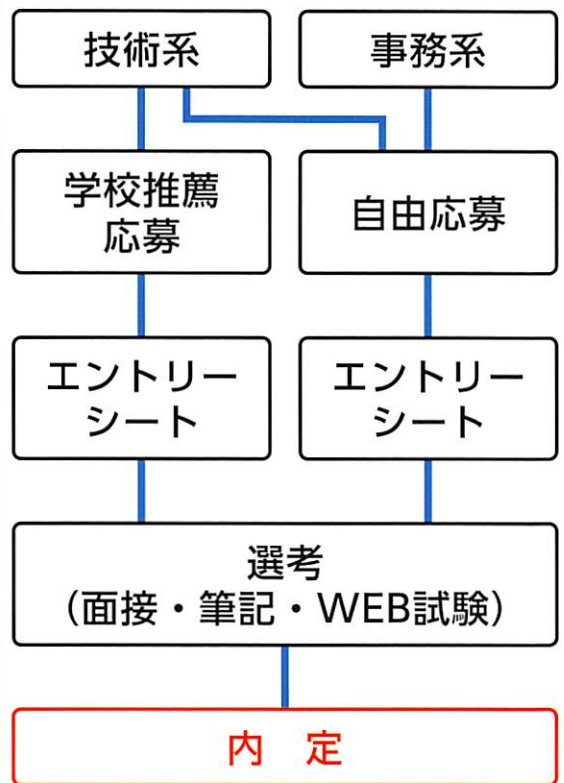 技術系
事務系
学校推薦
応募
自由応募
エントリー
シート
エントリー
シート
選考
（面接・筆記・WEB試験）
内　定